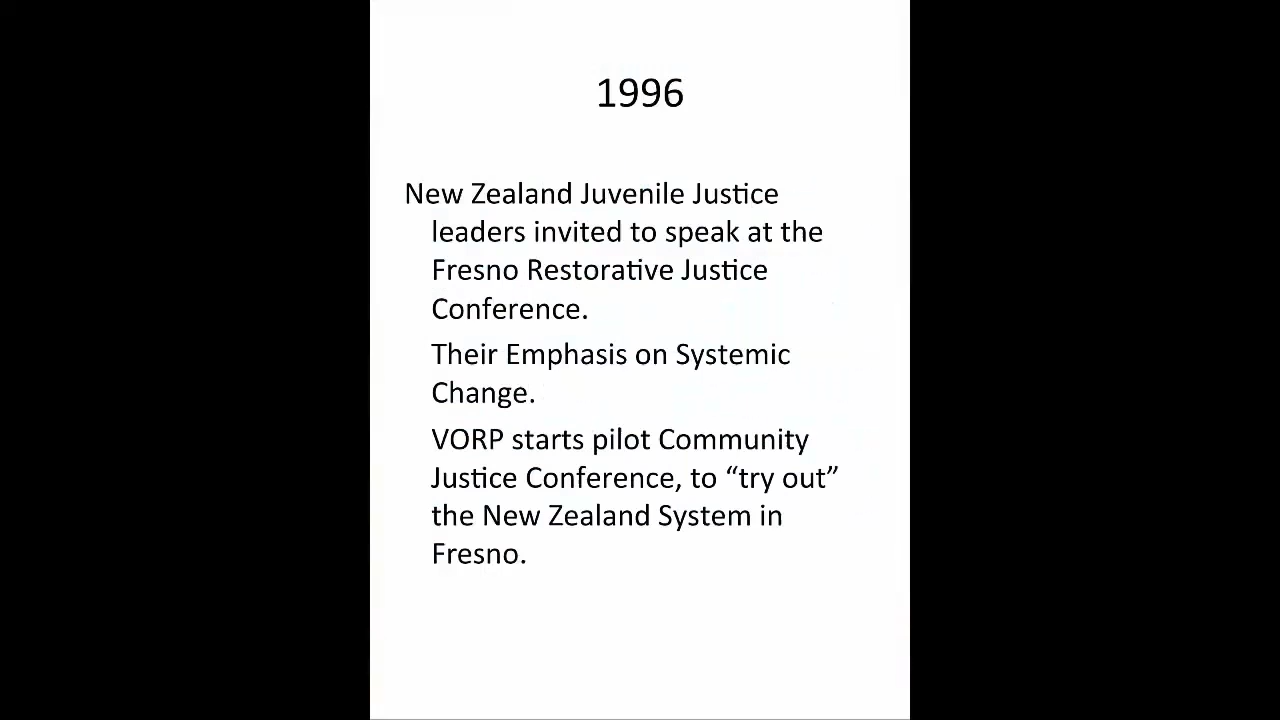 1996
New Zealand Juvenile Justice
leaders invited to speak at the
Fresno Restorative Justice
Conference.
Their Emphasis on Systemic
Change.
VORP starts pilot Community
Justice Conference, to “try out”
the New Zealand System in
Fresno.